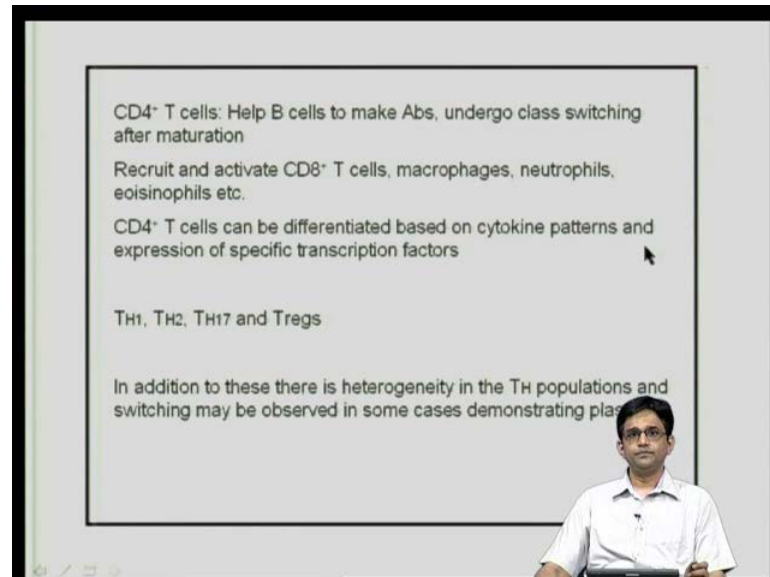 CD4⁺ T cells: Help B cells to make Abs, undergo class switching
after maturation
Recruit and activate CD8⁺ T cells, macrophages, neutrophils,
eoisinophils etc.
CD4⁺ T cells can be differentiated based on cytokine patterns and
expression of specific transcription factors
TH1, TH2, TH17 and Tregs
In addition to these there is heterogeneity in the TH populations and
switching may be observed in some cases demonstrating